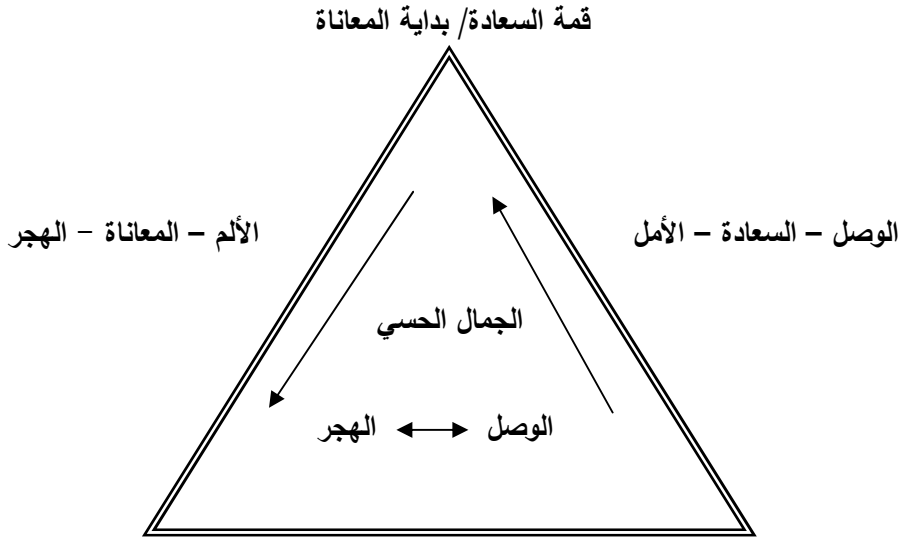 قمة السعادة/ بداية المعاناة
الوصل – السعادة – الأمل
الألم – المعاناة – الهجر
الجمال الحسي
الوصل
الهجر